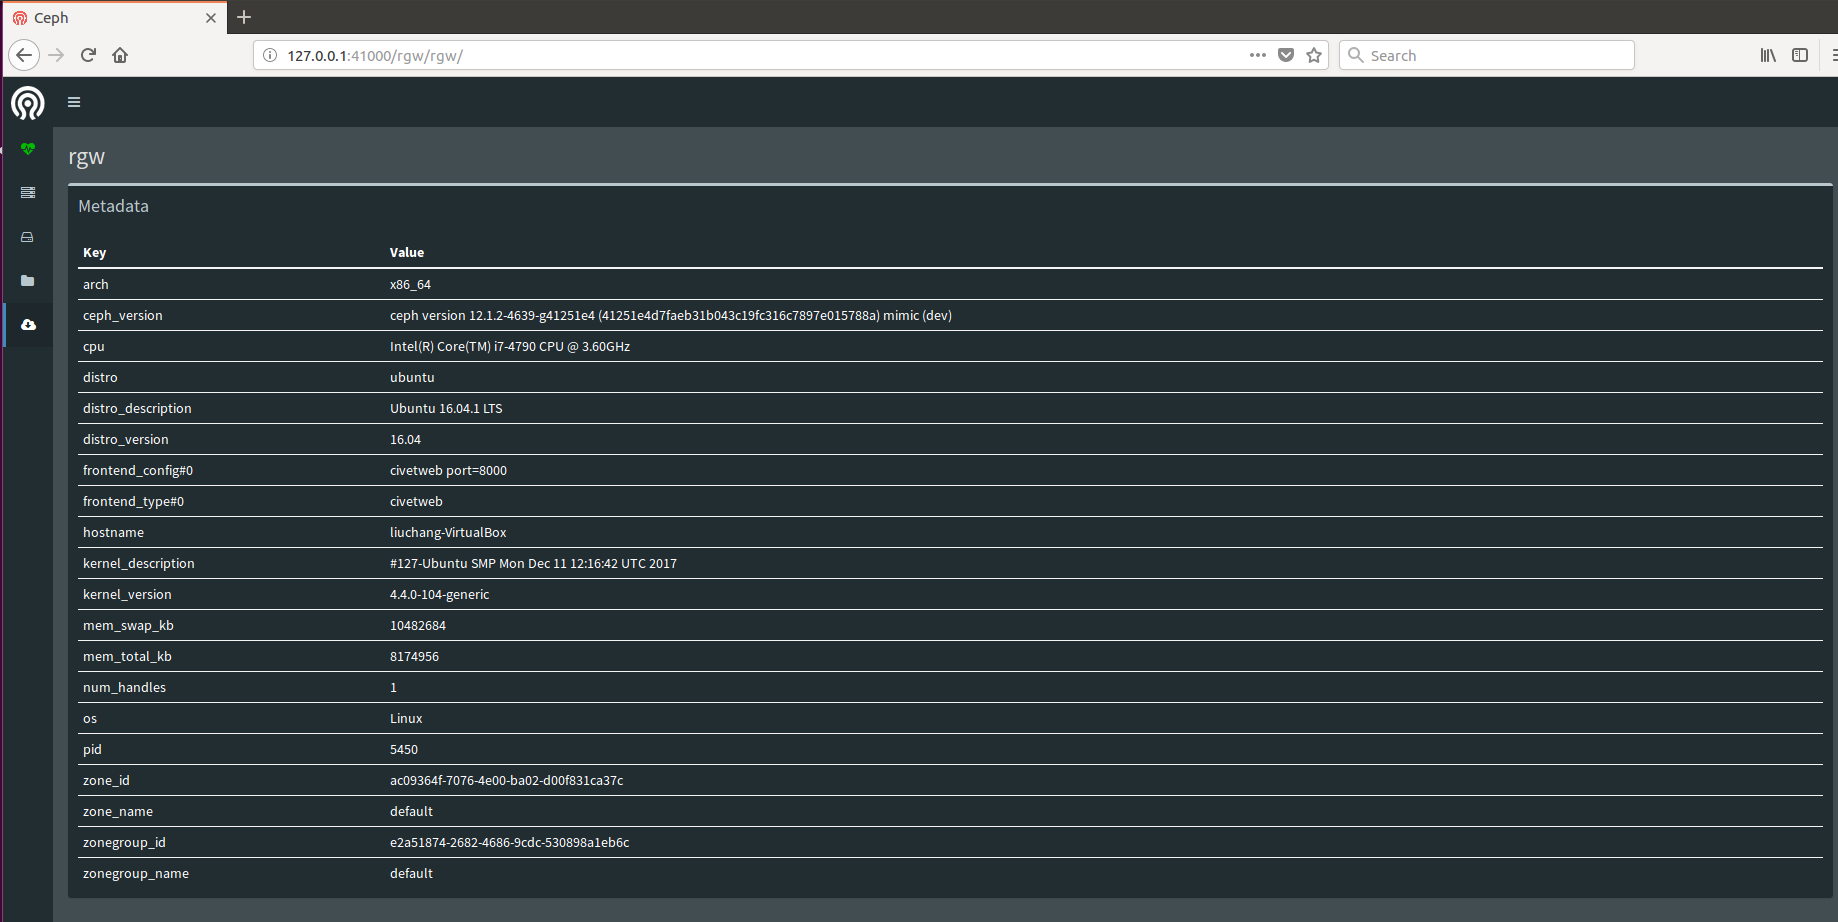 Ceph
127.0.0.1:41000/rgw/rgw/
Search
rgw
Metadata
Key Value
arch x86_64
ceph_version ceph version 12.1.2-4639-g41251e4 (41251e4d7faeb31b043c19fc316c7897e015788a) mimic (dev)
cpu Intel(R) Core(TM) i7-4790 CPU @ 3.60GHz
distro ubuntu
distro_description Ubuntu 16.04.1 LTS
distro_version 16.04
frontend_config#0 civetweb port=8000
frontend_type#0 civetweb
hostname liuchang-VirtualBox
kernel_description #127-Ubuntu SMP Mon Dec 11 12:16:42 UTC 2017
kernel_version 4.4.0-104-generic
mem_swap_kb 10482684
mem_total_kb 8174956
num_handles 1
os Linux
pid 5450
zone_id ac09364f-7076-4e00-ba02-d00f831ca37c
zone_name default
zonegroup_id e2a51874-2682-4686-9cdc-530898a1eb6c
zonegroup_name default